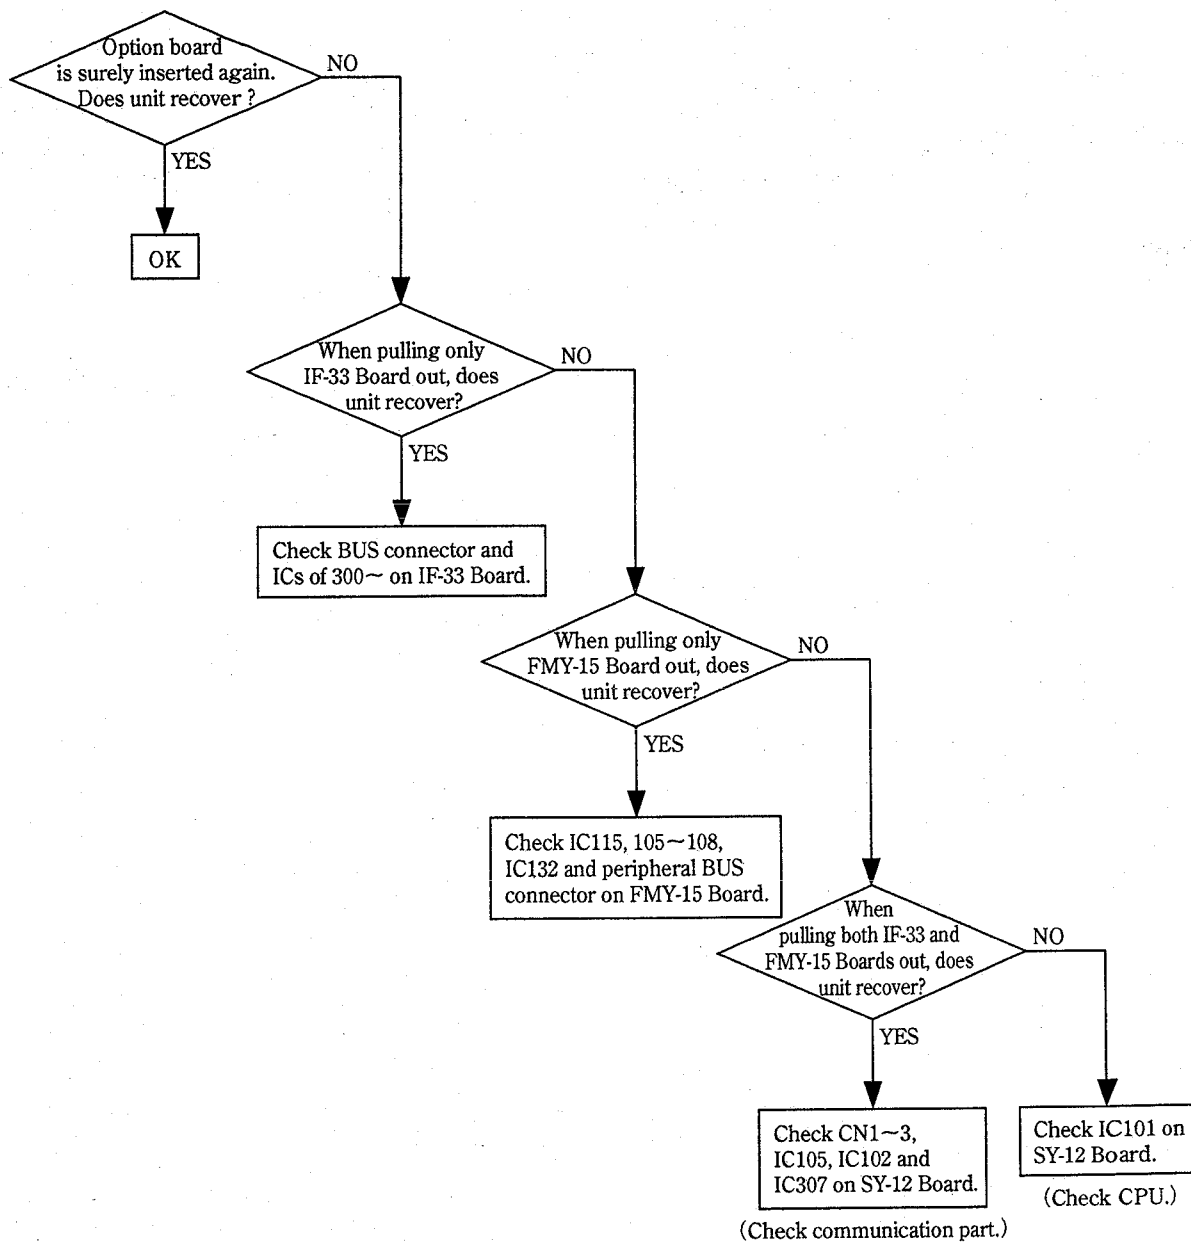 Option board
is surely inserted again.
Does unit recover ?
NO
YES
OK
When pulling only
IF-33 Board out, does
unit recover?
NO
YES
Check BUS connector and
ICs of 300~ on IF-33 Board.
When pulling only
FMY-15 Board out, does
unit recover?
NO
YES
Check IC115, 105~108,
IC132 and peripheral BUS
connector on FMY-15 Board.
When
pulling both IF-33 and
FMY-15 Boards out, does
unit recover?
NO
YES
Check CN1~3,
IC105, IC102 and
IC307 on SY-12 Board.
(Check communication part.)
Check IC101 on
SY-12 Board.
(Check CPU.)